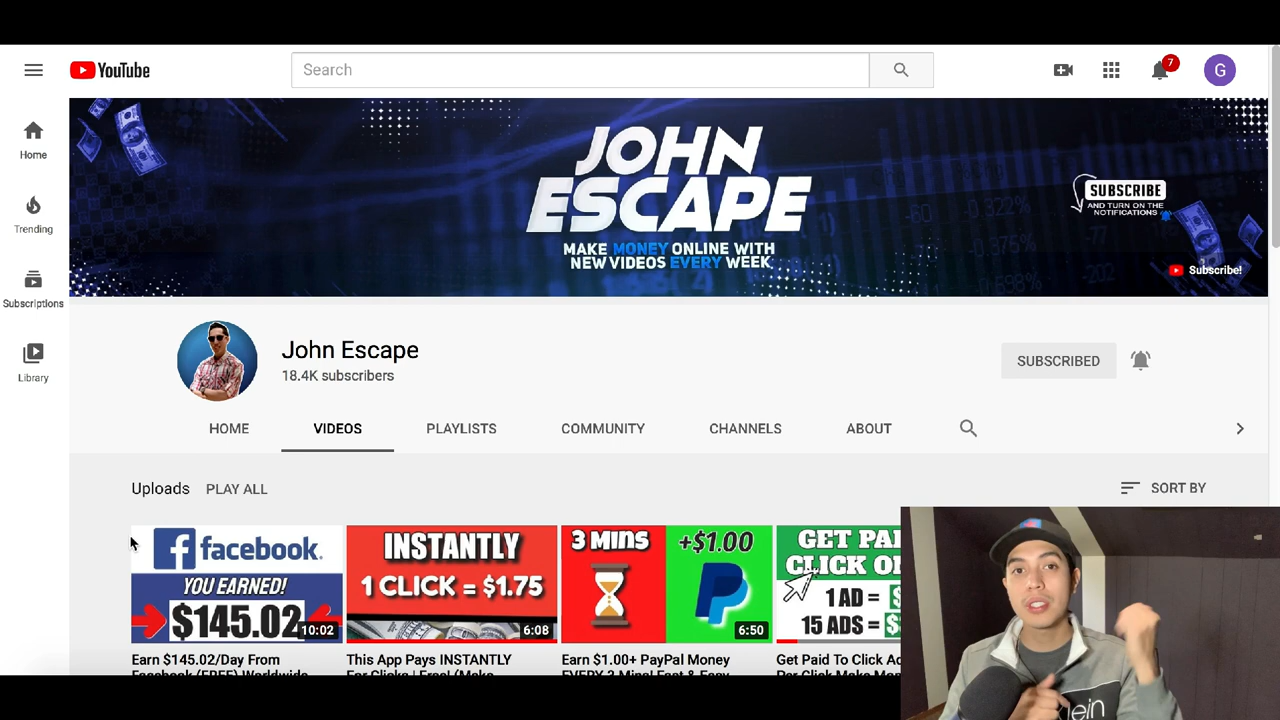 YouTube
Search
7
G
Home
Trending
Subscriptions
Library
JOHN
ESCAPE
MAKE MONEY ONLINE WITH
NEW VIDEOS EVERY WEEK
SUBSCRIBE
AND TURN ON THE
NOTIFICATIONS
Subscribe!
John Escape
18.4K subscribers
SUBSCRIBED
HOME
VIDEOS
PLAYLISTS
COMMUNITY
CHANNELS
ABOUT
Uploads
PLAY ALL
SORT BY
facebook.
YOU EARNED!
$145.02
10:02
INSTANTLY
1 CLICK = $1.75
6:08
3 MINS
+$1.00
6:50
GET PAI
CLICK O
1 AD = $
15 ADS = $
Earn $145.02/Day From
Facebook (FREE) Worldwide
This App Pays INSTANTLY
For Clicks | Free! (Make
Earn $1.00+ PayPal Money
EVERY 3 Mins! Fast & Easy
Get Paid To Click Ad
Per Click Make Mon
lein